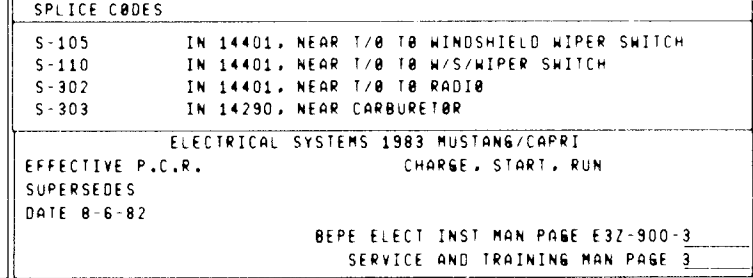 SPLICE CODES
S-105 IN 14401, NEAR T/O TO WINDSHIELD WIPER SWITCH
S-110 IN 14401, NEAR T/O TO W/S/WIPER SWITCH
S-302 IN 14401, NEAR T/O TO RADIO
S-303 IN 14290, NEAR CARBURETOR
ELECTRICAL SYSTEMS 1983 MUSTANG/CAPRI
EFFECTIVE P.C.R. CHARGE, START, RUN
SUPERSEDES
DATE 8-6-82
BEPE ELECT INST MAN PAGE E3Z-900-3
SERVICE AND TRAINING MAN PAGE 3